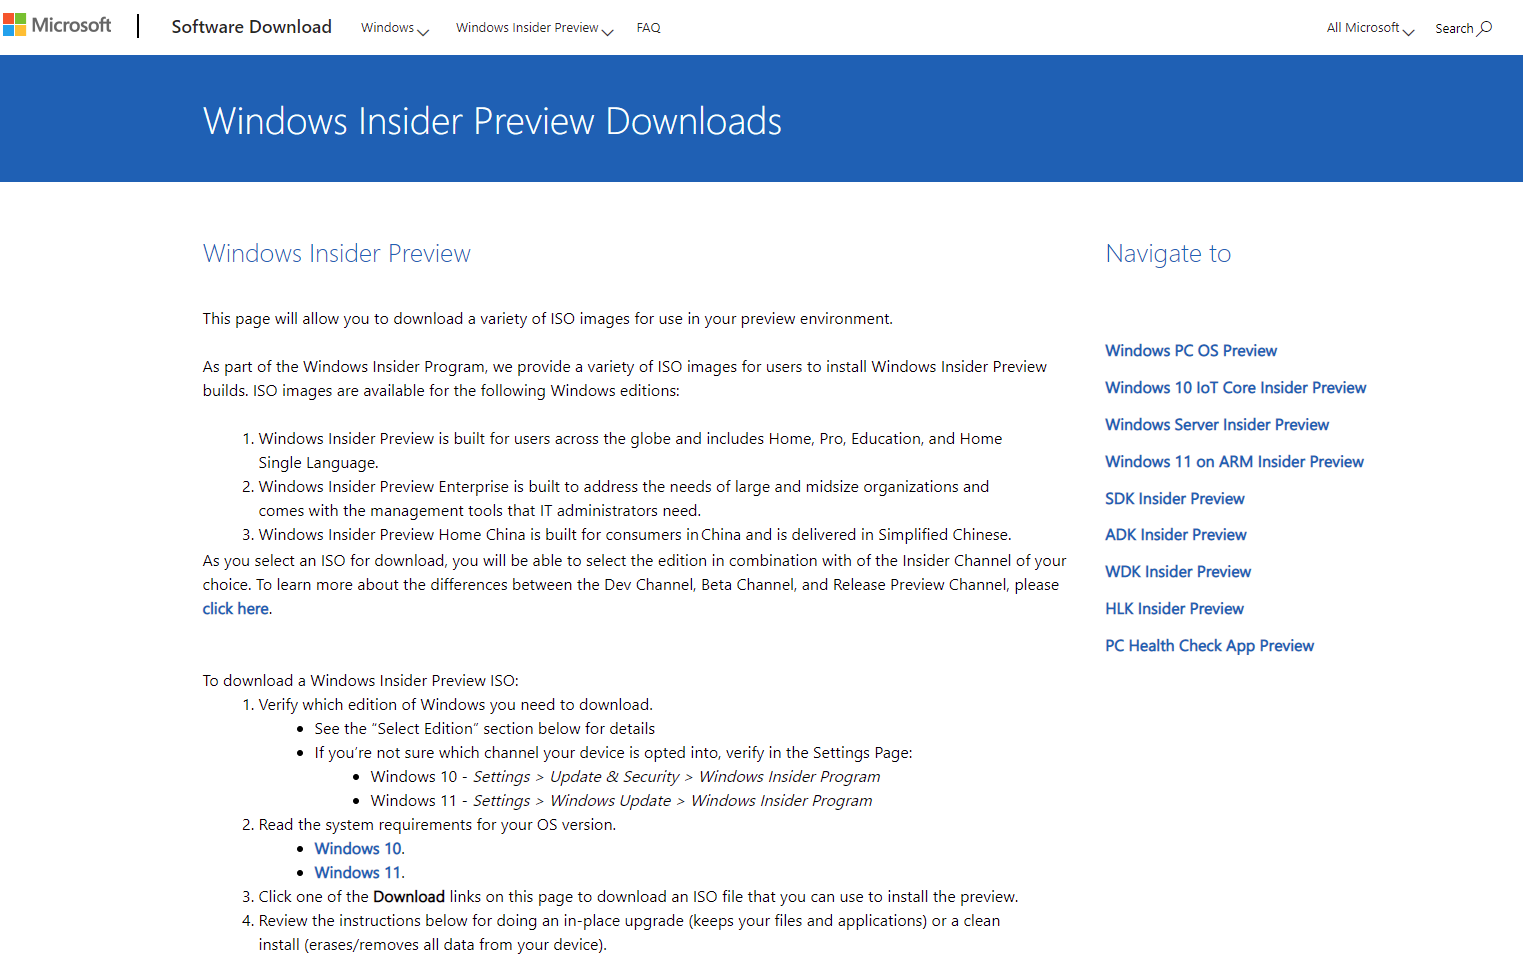 Microsoft
Software Download
Windows
Windows Insider Preview
FAQ
All Microsoft
Search
Windows Insider Preview Downloads
Windows Insider Preview
This page will allow you to download a variety of ISO images for use in your preview environment.
As part of the Windows Insider Program, we provide a variety of ISO images for users to install Windows Insider Preview
builds. ISO images are available for the following Windows editions:
1. Windows Insider Preview is built for users across the globe and includes Home, Pro, Education, and Home
Single Language.
2. Windows Insider Preview Enterprise is built to address the needs of large and midsize organizations and
comes with the management tools that IT administrators need.
3. Windows Insider Preview Home China is built for consumers in China and is delivered in Simplified Chinese.
As you select an ISO for download, you will be able to select the edition in combination with of the Insider Channel of your
choice. To learn more about the differences between the Dev Channel, Beta Channel, and Release Preview Channel, please
click here.
To download a Windows Insider Preview ISO:
1. Verify which edition of Windows you need to download.
• See the “Select Edition” section below for details
• If you’re not sure which channel your device is opted into, verify in the Settings Page:
• Windows 10 - Settings > Update & Security > Windows Insider Program
• Windows 11 - Settings > Windows Update > Windows Insider Program
2. Read the system requirements for your OS version.
• Windows 10.
• Windows 11.
3. Click one of the Download links on this page to download an ISO file that you can use to install the preview.
4. Review the instructions below for doing an in-place upgrade (keeps your files and applications) or a clean
install (erases/removes all data from your device).
Navigate to
Windows PC OS Preview
Windows 10 IoT Core Insider Preview
Windows Server Insider Preview
Windows 11 on ARM Insider Preview
SDK Insider Preview
ADK Insider Preview
WDK Insider Preview
HLK Insider Preview
PC Health Check App Preview